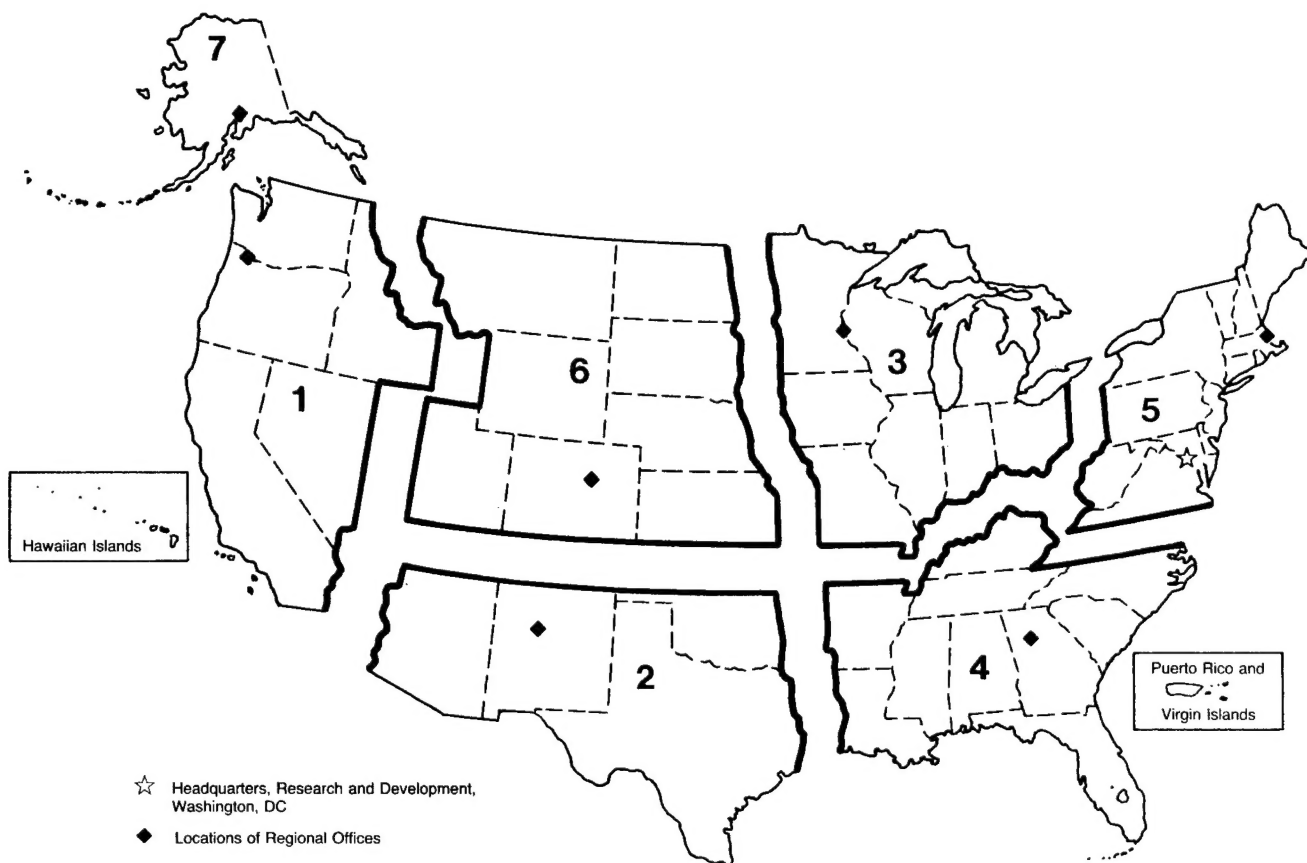 7
6
3
1
5
Hawaiian Islands
2
4
Puerto Rico and
Virgin Islands
Headquarters, Research and Development,
Washington, DC
Locations of Regional Offices